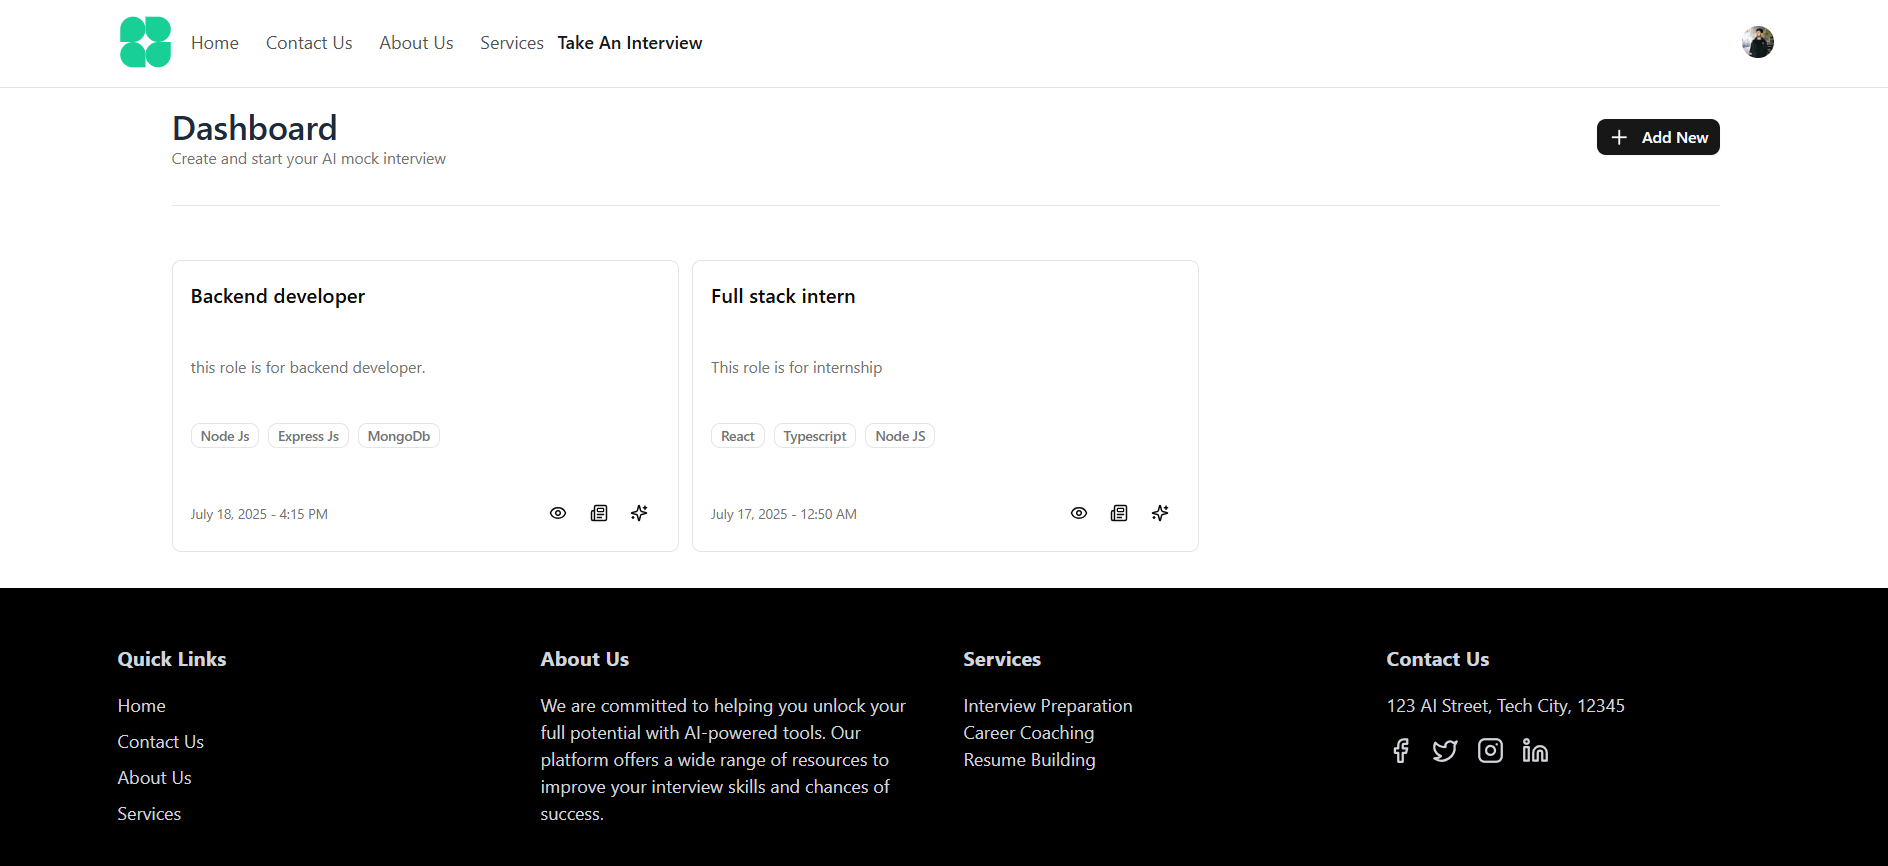 Home Contact Us About Us Services Take An Interview
Dashboard
Create and start your AI mock interview
Add New
Backend developer
this role is for backend developer.
Node Js Express Js MongoDb
July 18, 2025 - 4:15 PM
Full stack intern
This role is for internship
React Typescript Node JS
July 17, 2025 - 12:50 AM
Quick Links
Home
Contact Us
About Us
Services
About Us
We are committed to helping you unlock your
full potential with AI-powered tools. Our
platform offers a wide range of resources to
improve your interview skills and chances of
success.
Services
Interview Preparation
Career Coaching
Resume Building
Contact Us
123 AI Street, Tech City, 12345